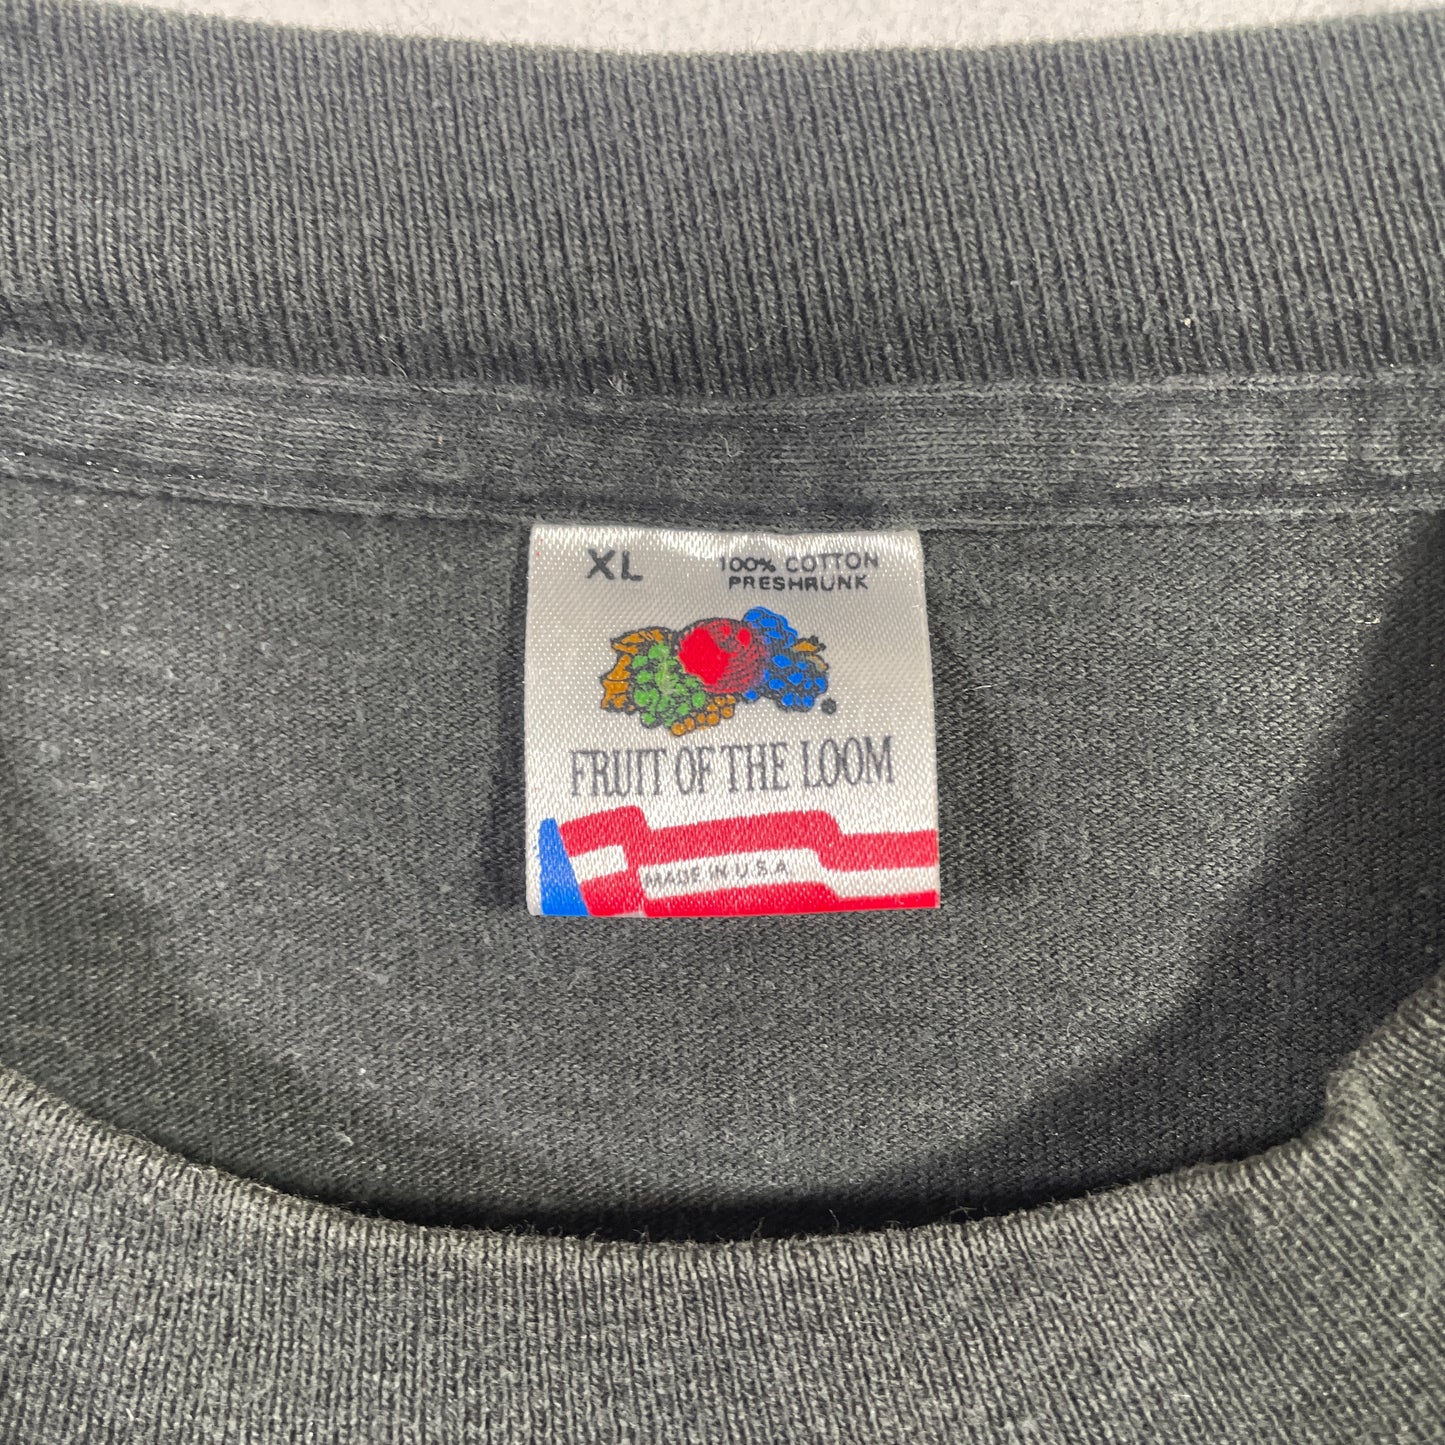 XL
100% COTTON
PRESHRUNK
®
FRUIT OF THE LOOM
MADE IN U.S.A